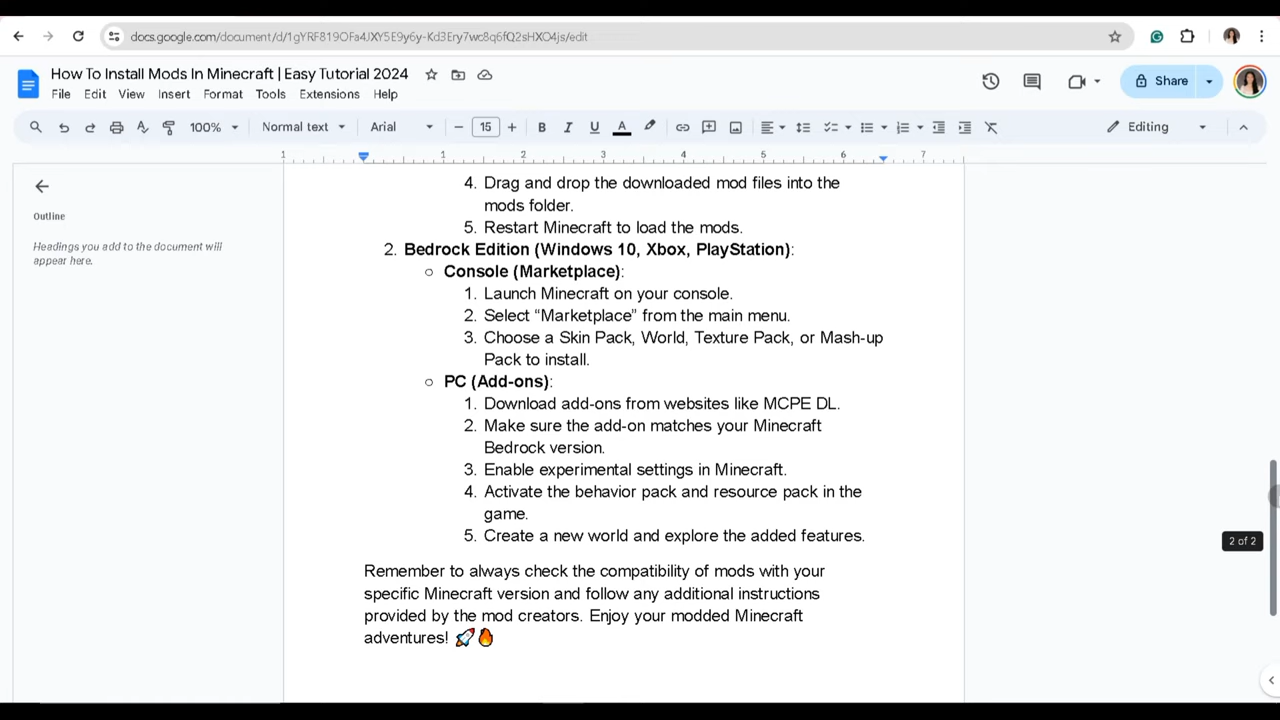 docs.google.com/document/d/1gYRF819OFa4JXY5E9y6y-Kd3Ery7wc8q6fQ2sHXO4js/edit
How To Install Mods In Minecraft | Easy Tutorial 2024
File Edit View Insert Format Tools Extensions Help
Share
100% Normal text Arial 15 B I U A Editing
1 1 2 3 4 5 6 7
Outline
Headings you add to the document will
appear here.
4. Drag and drop the downloaded mod files into the
mods folder.
5. Restart Minecraft to load the mods.
2. Bedrock Edition (Windows 10, Xbox, PlayStation):
○ Console (Marketplace):
1. Launch Minecraft on your console.
2. Select “Marketplace” from the main menu.
3. Choose a Skin Pack, World, Texture Pack, or Mash-up
Pack to install.
○ PC (Add-ons):
1. Download add-ons from websites like MCPE DL.
2. Make sure the add-on matches your Minecraft
Bedrock version.
3. Enable experimental settings in Minecraft.
4. Activate the behavior pack and resource pack in the
game.
5. Create a new world and explore the added features.
2 of 2
Remember to always check the compatibility of mods with your
specific Minecraft version and follow any additional instructions
provided by the mod creators. Enjoy your modded Minecraft
adventures! 🚀🔥